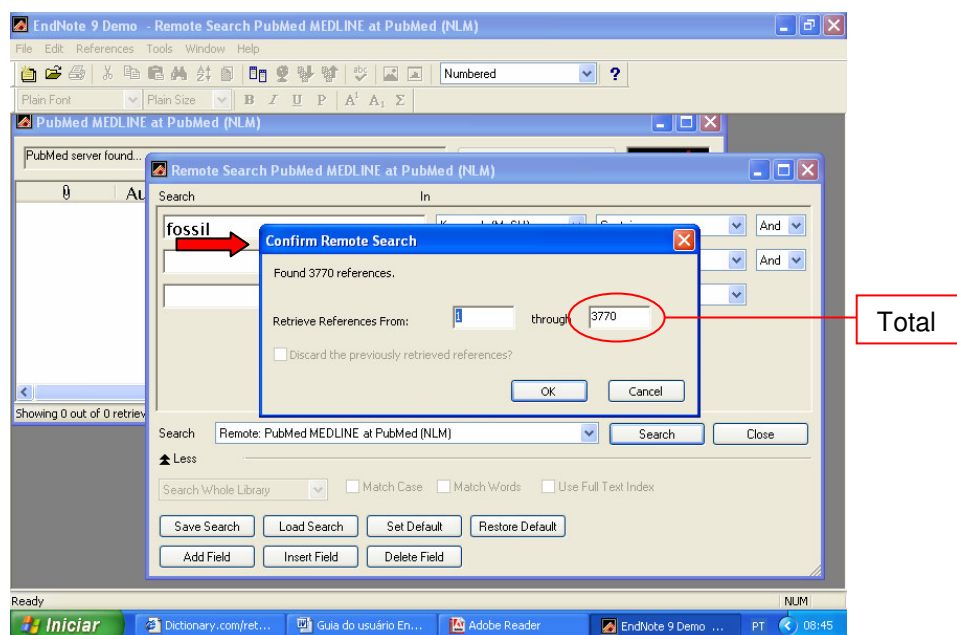 EndNote 9 Demo - Remote Search PubMed MEDLINE at PubMed (NLM)
File Edit References Tools Window Help
Numbered
Plain Font Plain Size B I U P A¹ A₁ Σ
PubMed MEDLINE at PubMed (NLM)
PubMed server found...
Remote Search PubMed MEDLINE at PubMed (NLM)
Search In
fossil And
And
Confirm Remote Search
Found 3770 references.
Retrieve References From: 1 through 3770
Total
Discard the previously retrieved references?
OK Cancel
Showing 0 out of 0 retriev
Search Remote: PubMed MEDLINE at PubMed (NLM) Search Close
Less
Search Whole Library Match Case Match Words Use Full Text Index
Save Search Load Search Set Default Restore Default
Add Field Insert Field Delete Field
Ready NUM
Iniciar Dictionary.com/ret... Guia do usuário En... Adobe Reader EndNote 9 Demo ... PT 08:45